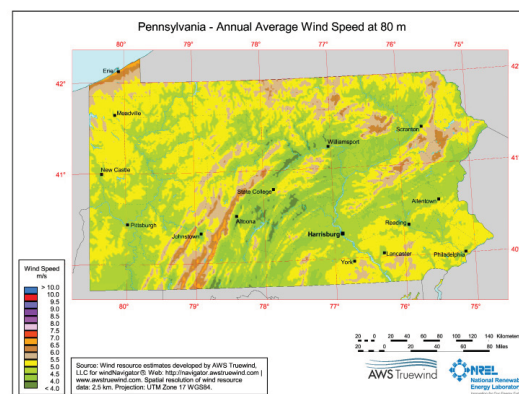 Pennsylvania - Annual Average Wind Speed at 80 m
80° 79° 78° 77° 76° 75°
Erie
42° 42°
Meadville
Scranton
Williamsport
New Castle
41° 41°
State College
Allentown
Altoona
Reading
Pittsburgh
Johnstown
Harrisburg
Lancaster
Philadelphia
York
40° 40°
80° 79° 78° 77° 76° 75°
Wind Speed
m/s
> 10.0
10.0
9.5
9.0
8.5
8.0
7.5
7.0
6.5
6.0
5.5
5.0
4.5
4.0
< 4.0
Source: Wind resource estimates developed by AWS Truewind,
LLC for windNavigator®. Web: http://navigator.awstruewind.com |
www.awstruewind.com. Spatial resolution of wind resource
data: 2.5 km. Projection: UTM Zone 17 WGS84.
20 0 20 40 60 80 100 120 140 Kilometers
20 0 20 40 60 80 Miles
AWS Truewind
NREL
National Renewable
Energy Laboratory